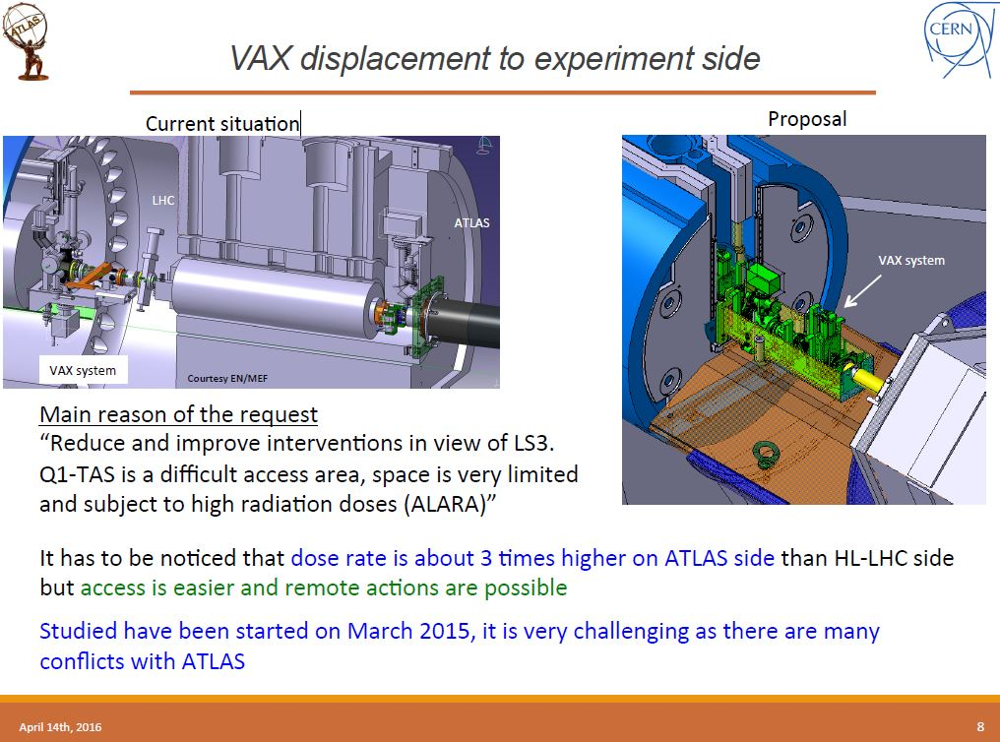 ATLAS
CERN
VAX displacement to experiment side
Current situation
Proposal
LHC
ATLAS
VAX system
VAX system
Courtesy EN/MEF
Main reason of the request
“Reduce and improve interventions in view of LS3.
Q1-TAS is a difficult access area, space is very limited
and subject to high radiation doses (ALARA)”
It has to be noticed that dose rate is about 3 times higher on ATLAS side than HL-LHC side
but access is easier and remote actions are possible
Studied have been started on March 2015, it is very challenging as there are many
conflicts with ATLAS
April 14th, 2016
8